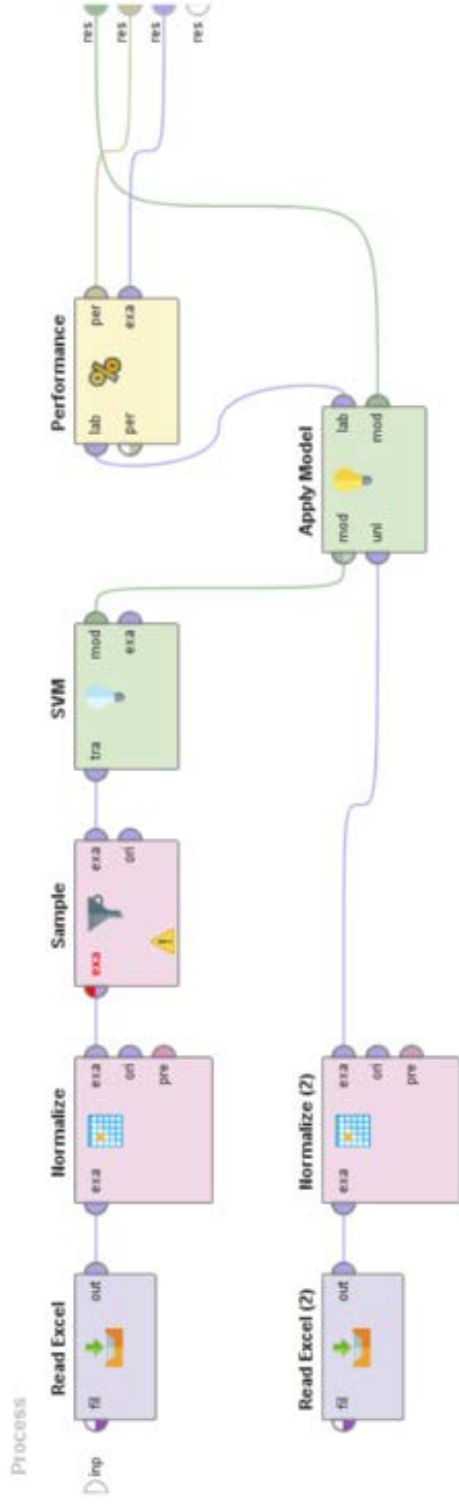 Process
inp
Read Excel
fil
out
Normalize
exa
exa
ori
pre
Sample
exa
exa
ori
SVM
tra
mod
exa
Performance
lab
per
per
exa
res
res
res
res
Read Excel (2)
fil
out
Normalize (2)
exa
exa
ori
pre
Apply Model
mod
uni
lab
mod